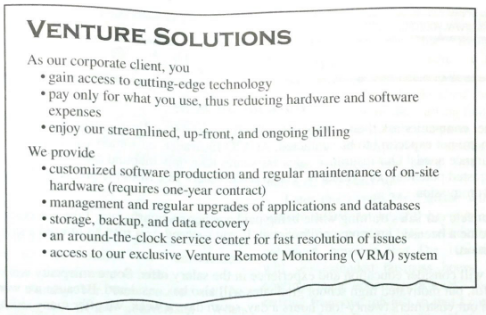 VENTURE SOLUTIONS
As our corporate client, you
• gain access to cutting-edge technology
• pay only for what you use, thus reducing hardware and software
expenses
• enjoy our streamlined, up-front, and ongoing billing
We provide
• customized software production and regular maintenance of on-site
hardware (requires one-year contract)
• management and regular upgrades of applications and databases
• storage, backup, and data recovery
• an around-the-clock service center for fast resolution of issues
• access to our exclusive Venture Remote Monitoring (VRM) system